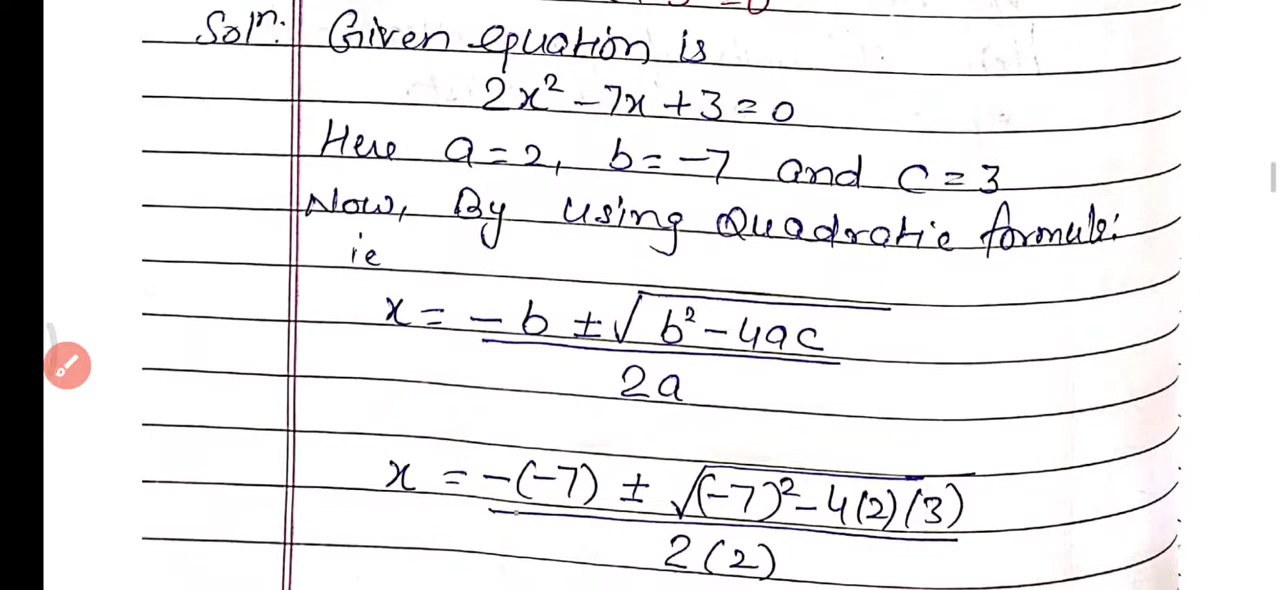 Soln. Given equation is
2x² - 7x + 3 = 0
Here a = 2, b = -7 and c = 3
Now, By using Quadratic formula:
ie
x = -b ± √b² - 4ac
2a
x = -(-7) ± √(-7)² - 4(2)(3)
2(2)